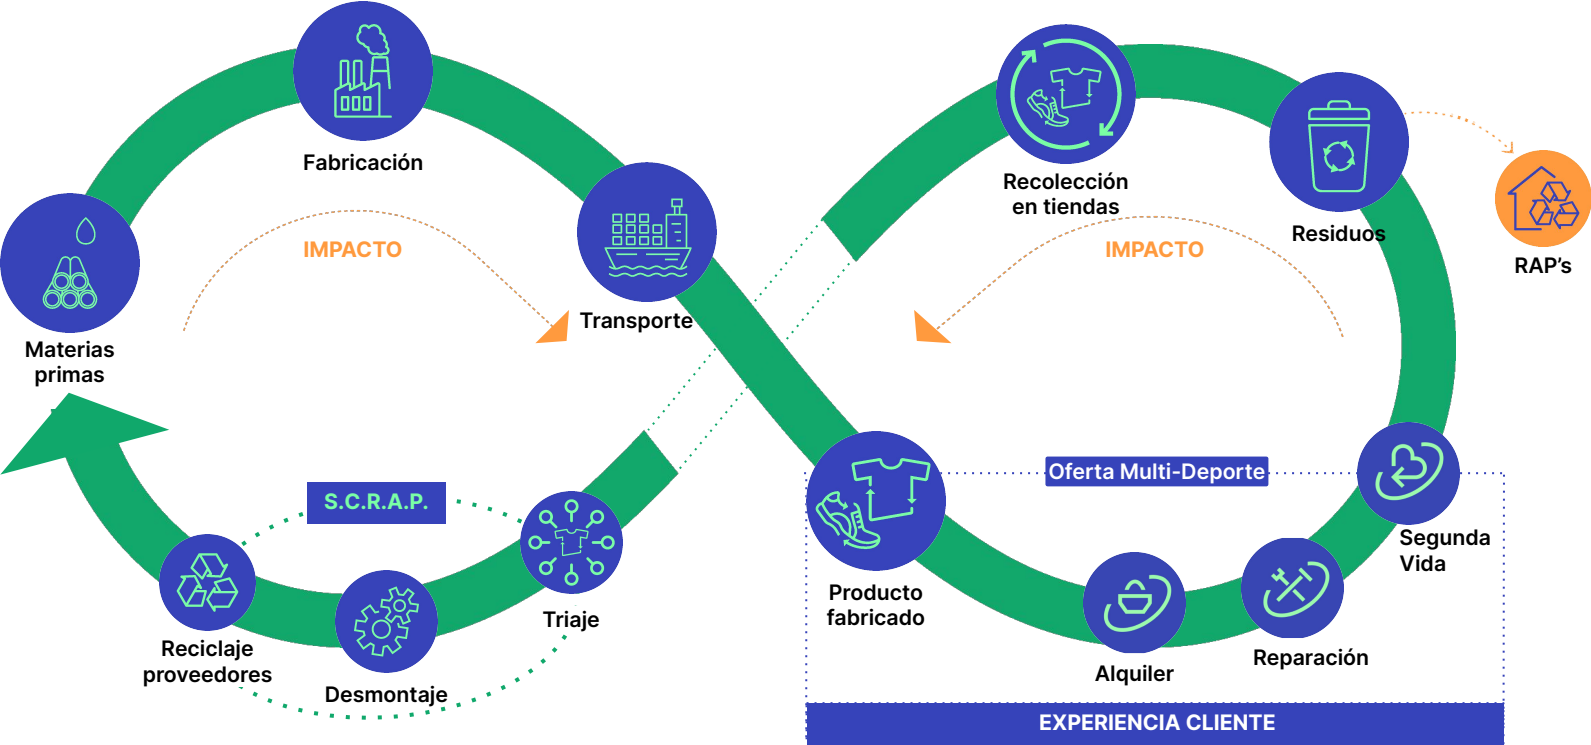 Fabricación
Recolección
en tiendas
Residuos
RAP's
IMPACTO
IMPACTO
Transporte
Materias
primas
Oferta Multi-Deporte
S.C.R.A.P.
Segunda
Vida
Producto
fabricado
Triaje
Reciclaje
proveedores
Desmontaje
Alquiler
Reparación
EXPERIENCIA CLIENTE